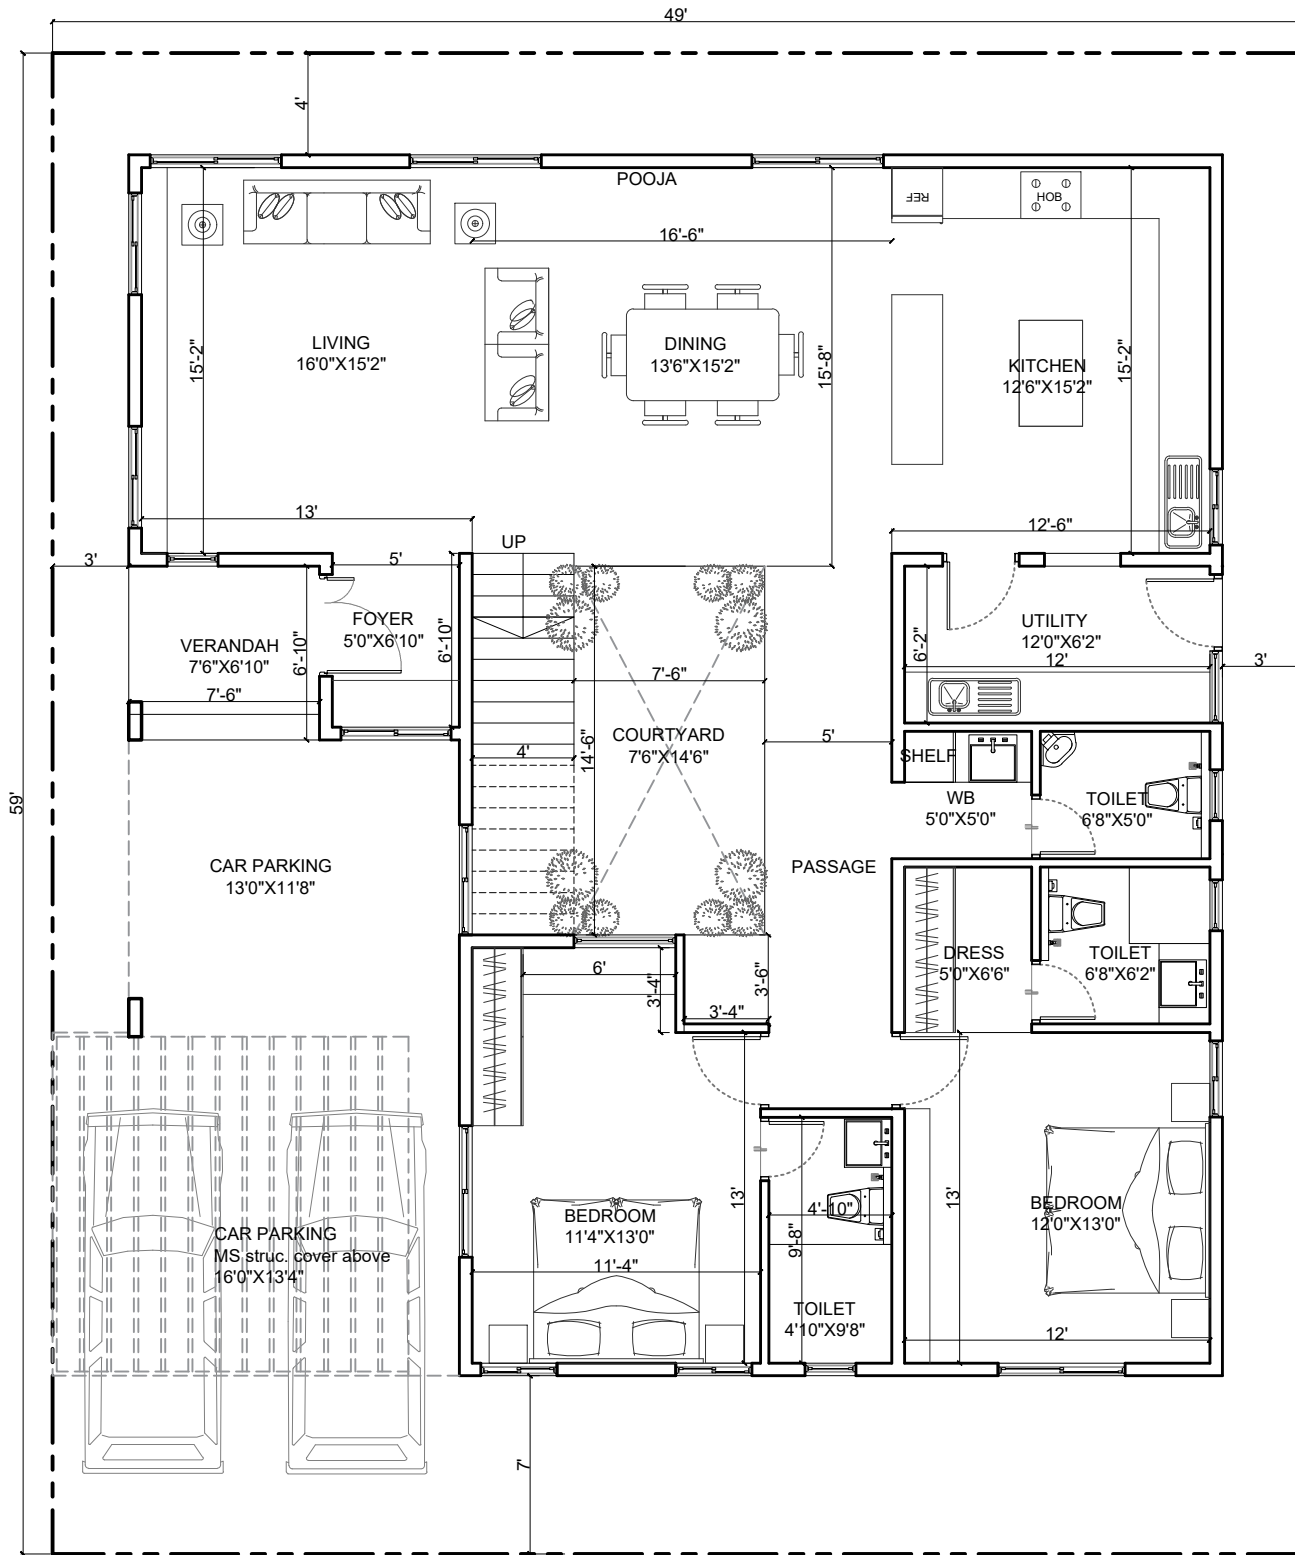 49'
4'
POOJA
REF
HOB
16'-6"
LIVING
16'0"X15'2"
15'-2"
DINING
13'6"X15'2"
15'-8"
KITCHEN
12'6"X15'2"
15'-2"
13'
12'-6"
UP
3'
5'
FOYER
5'0"X6'10"
VERANDAH
7'6"X6'10"
6'-10"
6'-10"
7'-6"
UTILITY
12'0"X6'2"
6'-2"
12'
3'
7'-6"
COURTYARD
7'6"X14'6"
14'-6"
4'
5'
SHELF
WB
5'0"X5'0"
TOILET
6'8"X5'0"
59'
CAR PARKING
13'0"X11'8"
PASSAGE
DRESS
5'0"X6'6"
TOILET
6'8"X6'2"
6'
3'-4"
3'-6"
3'-4"
BEDROOM
11'4"X13'0"
13'
11'-4"
4'-10"
9'-8"
TOILET
4'10"X9'8"
13'
BEDROOM
12'0"X13'0"
12'
CAR PARKING
MS struc. cover above
16'0"X13'4"
7'